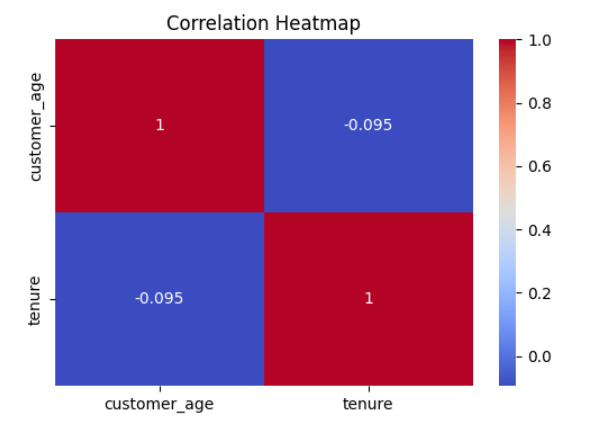 Correlation Heatmap
customer_age
tenure
1
-0.095
-0.095
1
customer_age
tenure
1.0
0.8
0.6
0.4
0.2
0.0